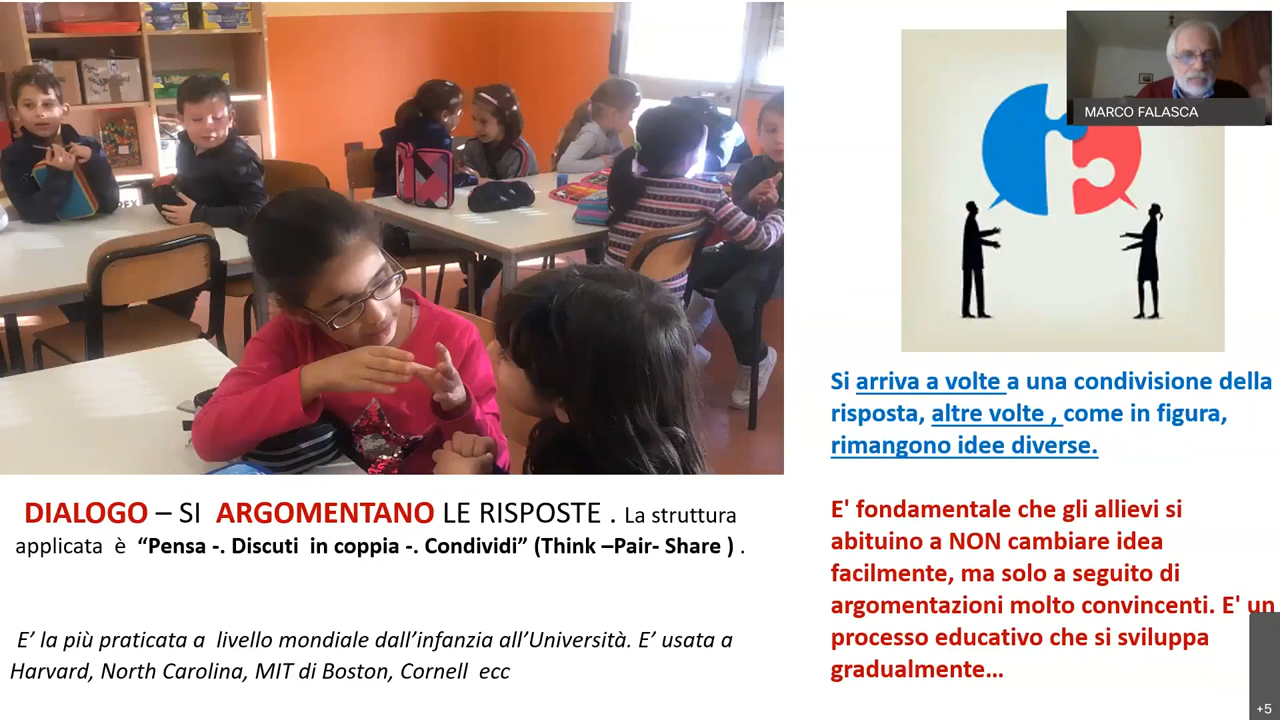 MARCO FALASCA
Si arriva a volte a una condivisione della
risposta, altre volte , come in figura,
rimangono idee diverse.
E' fondamentale che gli allievi si
abituino a NON cambiare idea
facilmente, ma solo a seguito di
argomentazioni molto convincenti. E' un
processo educativo che si sviluppa
gradualmente...
DIALOGO – SI ARGOMENTANO LE RISPOSTE . La struttura
applicata è “Pensa -. Discuti in coppia -. Condividi” (Think –Pair- Share ) .
E’ la più praticata a livello mondiale dall’infanzia all’Università. E’ usata a
Harvard, North Carolina, MIT di Boston, Cornell ecc
+5